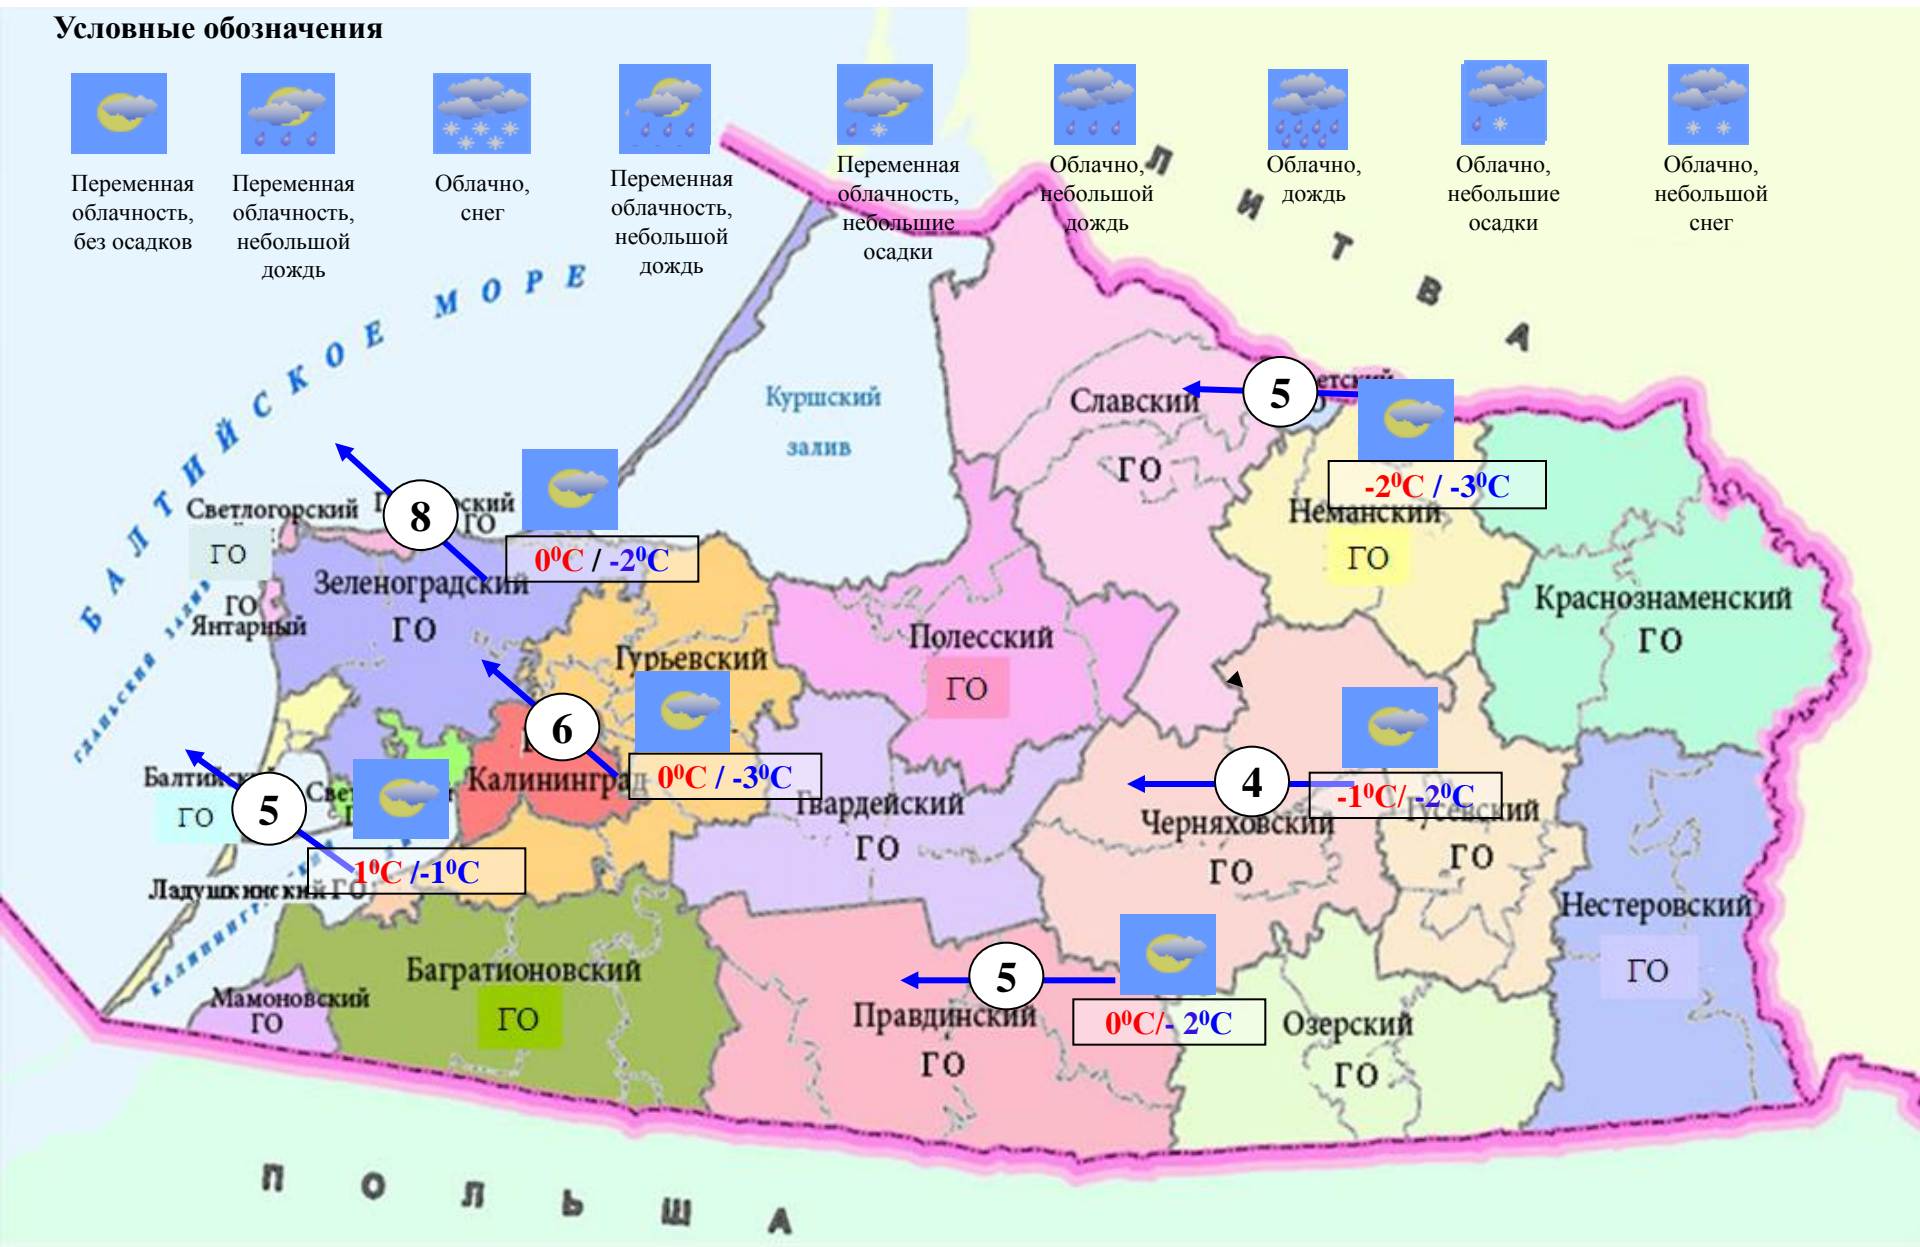 Условные обозначения
Переменная
облачность,
без осадков
Переменная
облачность,
небольшой
дождь
Облачно,
снег
Переменная
облачность,
небольшой
дождь
Переменная
облачность,
небольшие
осадки
Облачно,
небольшой
дождь
Облачно,
дождь
Облачно,
небольшие
осадки
Облачно,
небольшой
снег
ЛИТВА
БАЛТИЙСКОЕ МОРЕ
Куршский
залив
Славский
ГО
5
-2⁰C / -3⁰C
Неманский
ГО
Краснознаменский
ГО
Светлогорский
ГО
ГО
8
0⁰C / -2⁰C
Зеленоградский
ГО
ГО
Янтарный
Гурьевский
Полесский
ГО
6
0⁰C / -3⁰C
Калининград
Балтийский
ГО
5
1⁰C /-1⁰C
Гвардейский
ГО
4
-1⁰C/ -2⁰C
Черняховский
ГО
Гусевский
ГО
Нестеровский
ГО
Ладушкинский ГО
Багратионовский
ГО
Мамоновский
ГО
5
0⁰C/- 2⁰C
Правдинский
ГО
Озерский
ГО
ПОЛЬША